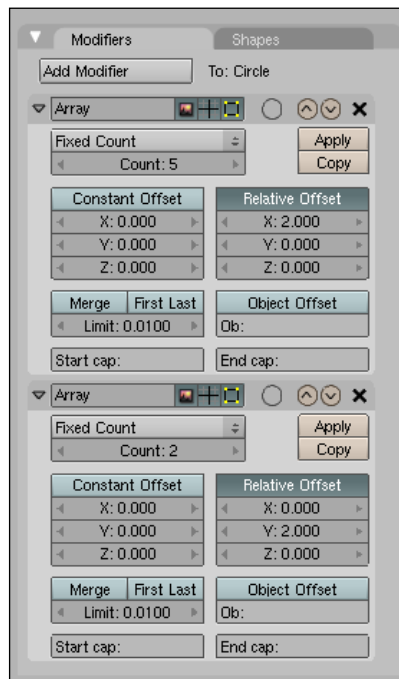 Modifiers Shapes
Add Modifier To: Circle
Array
Fixed Count Apply
Count: 5 Copy
Constant Offset Relative Offset
X: 0.000 X: 2.000
Y: 0.000 Y: 0.000
Z: 0.000 Z: 0.000
Merge First Last Object Offset
Limit: 0.0100 Ob:
Start cap: End cap:
Array
Fixed Count Apply
Count: 2 Copy
Constant Offset Relative Offset
X: 0.000 X: 0.000
Y: 0.000 Y: 2.000
Z: 0.000 Z: 0.000
Merge First Last Object Offset
Limit: 0.0100 Ob:
Start cap: End cap: